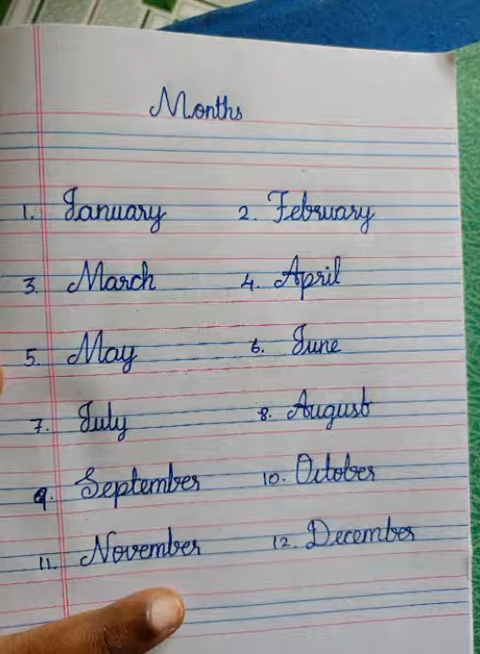 Months
1. January 2. February
3. March 4. April
5. May 6. June
7. July 8. August
9. September 10. October
11. November 12. December